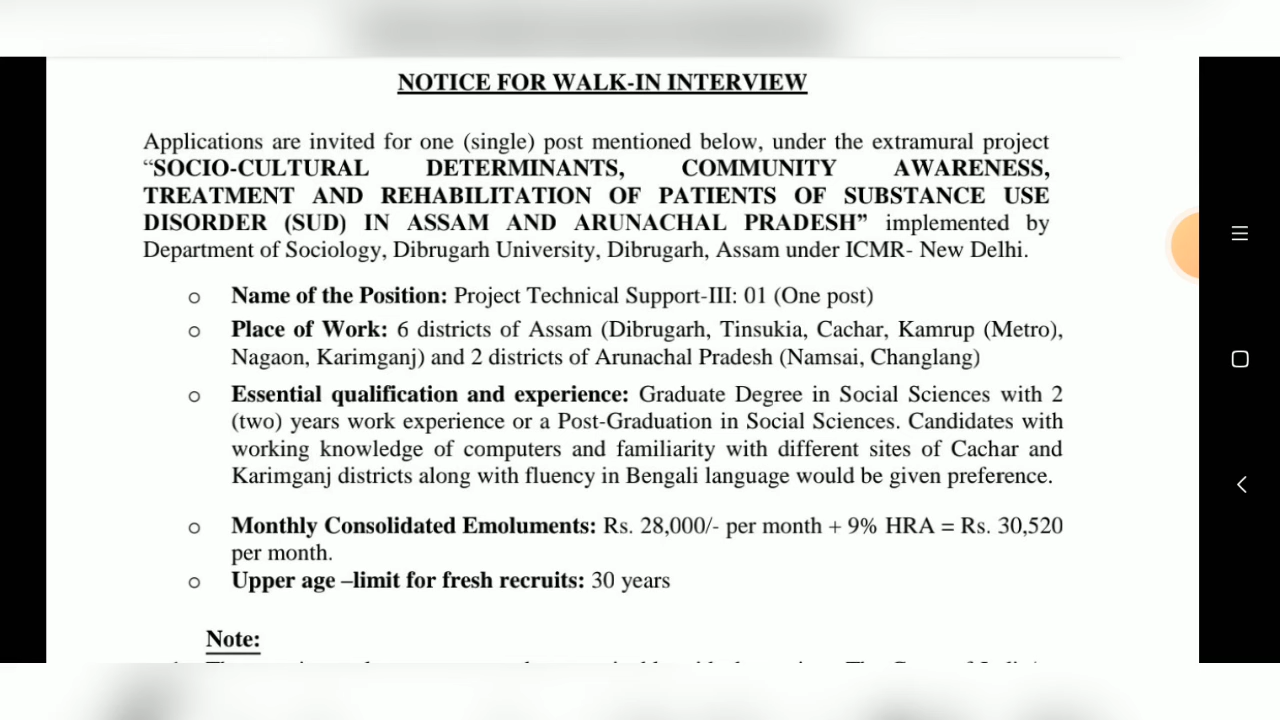 NOTICE FOR WALK-IN INTERVIEW
Applications are invited for one (single) post mentioned below, under the extramural project
“SOCIO-CULTURAL DETERMINANTS, COMMUNITY AWARENESS,
TREATMENT AND REHABILITATION OF PATIENTS OF SUBSTANCE USE
DISORDER (SUD) IN ASSAM AND ARUNACHAL PRADESH” implemented by
Department of Sociology, Dibrugarh University, Dibrugarh, Assam under ICMR- New Delhi.
o Name of the Position: Project Technical Support-III: 01 (One post)
o Place of Work: 6 districts of Assam (Dibrugarh, Tinsukia, Cachar, Kamrup (Metro),
Nagaon, Karimganj) and 2 districts of Arunachal Pradesh (Namsai, Changlang)
o Essential qualification and experience: Graduate Degree in Social Sciences with 2
(two) years work experience or a Post-Graduation in Social Sciences. Candidates with
working knowledge of computers and familiarity with different sites of Cachar and
Karimganj districts along with fluency in Bengali language would be given preference.
o Monthly Consolidated Emoluments: Rs. 28,000/- per month + 9% HRA = Rs. 30,520
per month.
o Upper age –limit for fresh recruits: 30 years
Note: